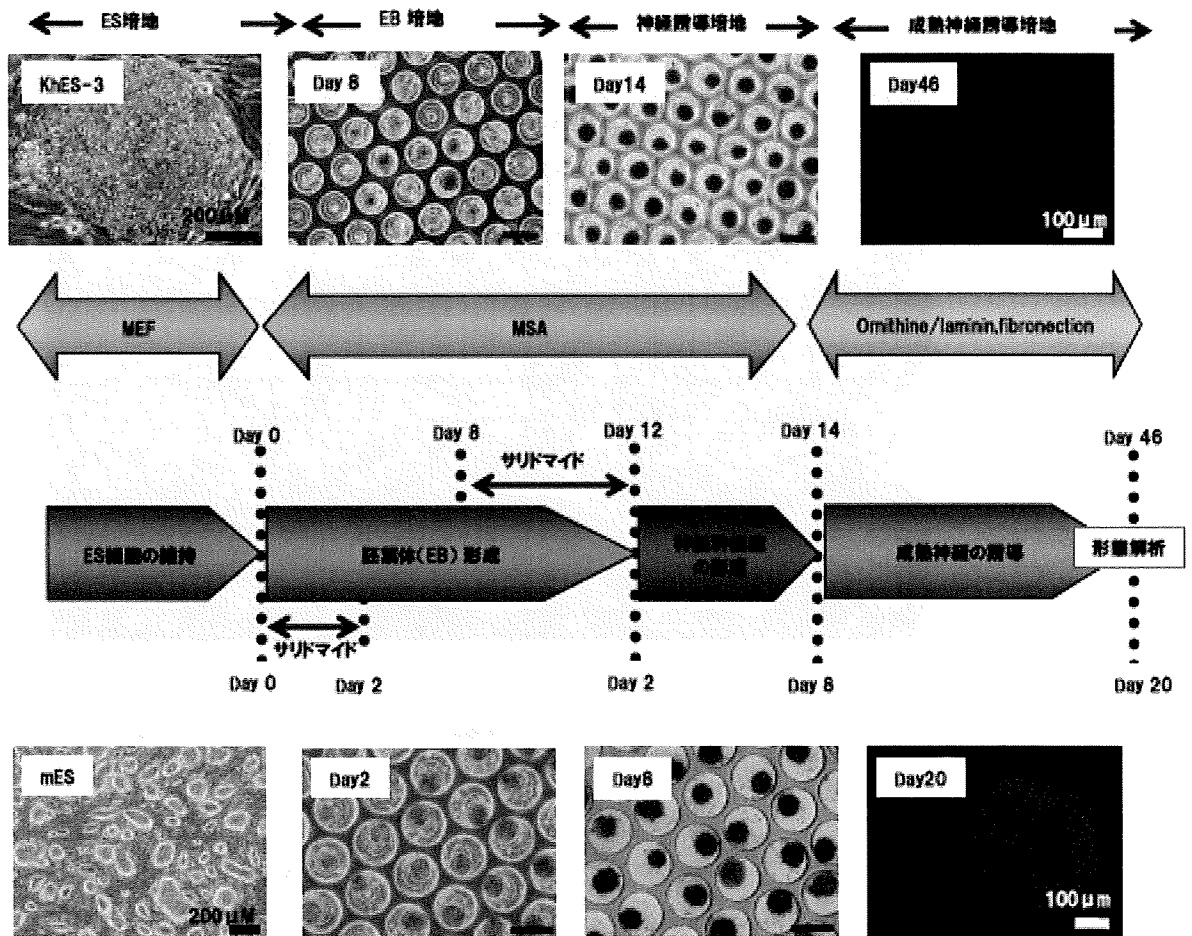 ES培地
EB 培地
神経誘導培地
成熟神経誘導培地
KhES-3
200μM
Day 6
Day14
Day46
100μm
MEF
MSA
Ornithine/laminin,fibronection
Day 0
Day 8
Day 12
Day 14
Day 46
サリドマイド
ES細胞の維持
胚葉体(EB)形成
成熟神経の誘導
形態解析
サリドマイド
Day 0
Day 2
Day 2
Day 8
Day 20
mES
200μM
Day2
Day6
Day20
100μm